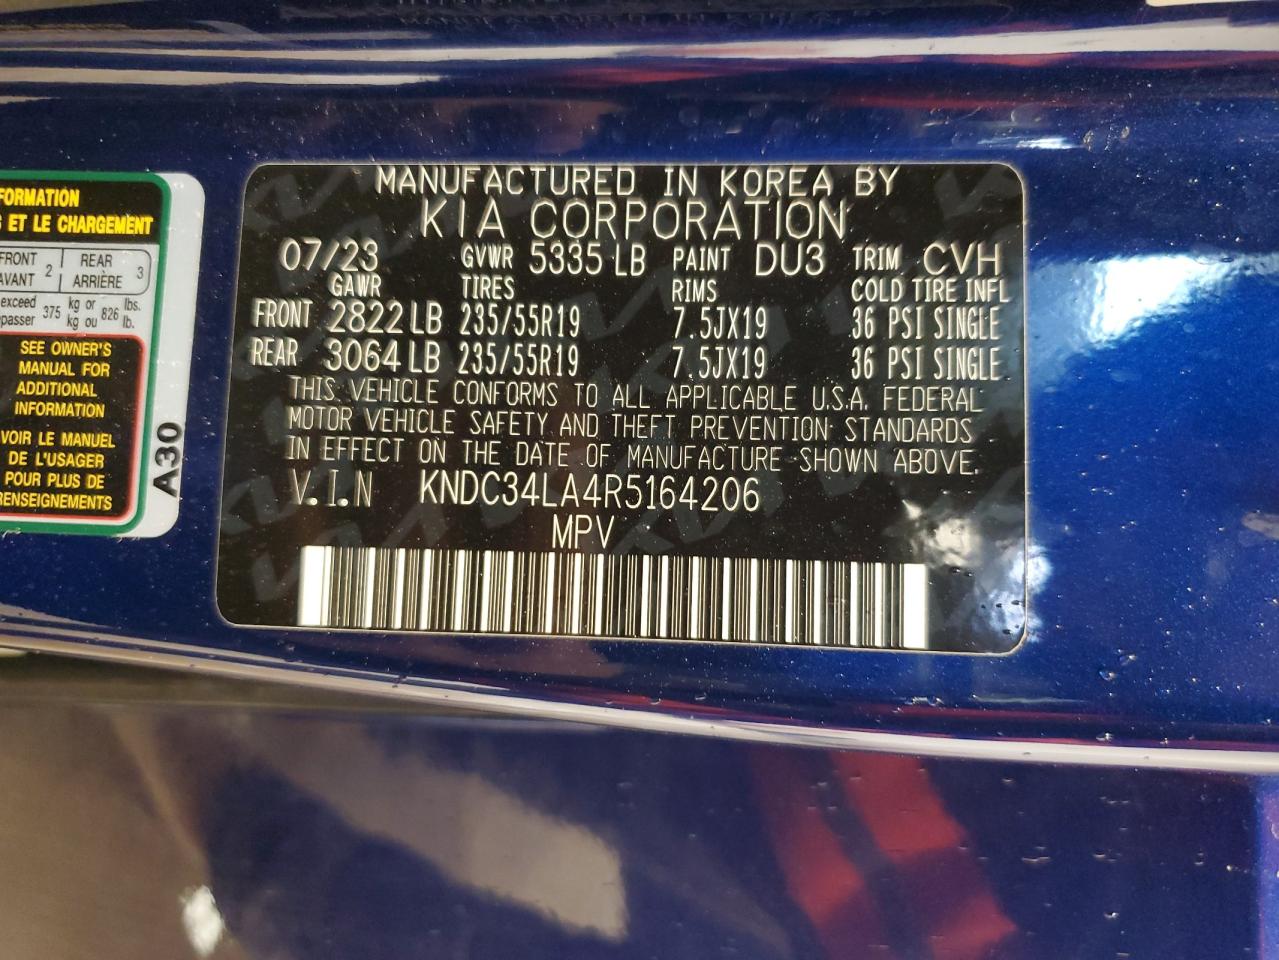 FORMATION
S ET LE CHARGEMENT
FRONT 2 REAR 3
AVANT ARRIÈRE
exceed 375 kg or 826 lbs.
passer kg ou lb.
SEE OWNER'S
MANUAL FOR
ADDITIONAL
INFORMATION
VOIR LE MANUEL
DE L'USAGER
POUR PLUS DE
RENSEIGNEMENTS
A30
MANUFACTURED IN KOREA BY
KIA CORPORATION
07/23 GVWR 5335 LB PAINT DU3 TRIM CVH
GAWR TIRES RIMS COLD TIRE INFL
FRONT 2822 LB 235/55R19 7.5JX19 36 PSI SINGLE
REAR 3064 LB 235/55R19 7.5JX19 36 PSI SINGLE
THIS VEHICLE CONFORMS TO ALL APPLICABLE U.S.A. FEDERAL
MOTOR VEHICLE SAFETY AND THEFT PREVENTION STANDARDS
IN EFFECT ON THE DATE OF MANUFACTURE SHOWN ABOVE.
V.I.N KNDC34LA4R5164206
MPV